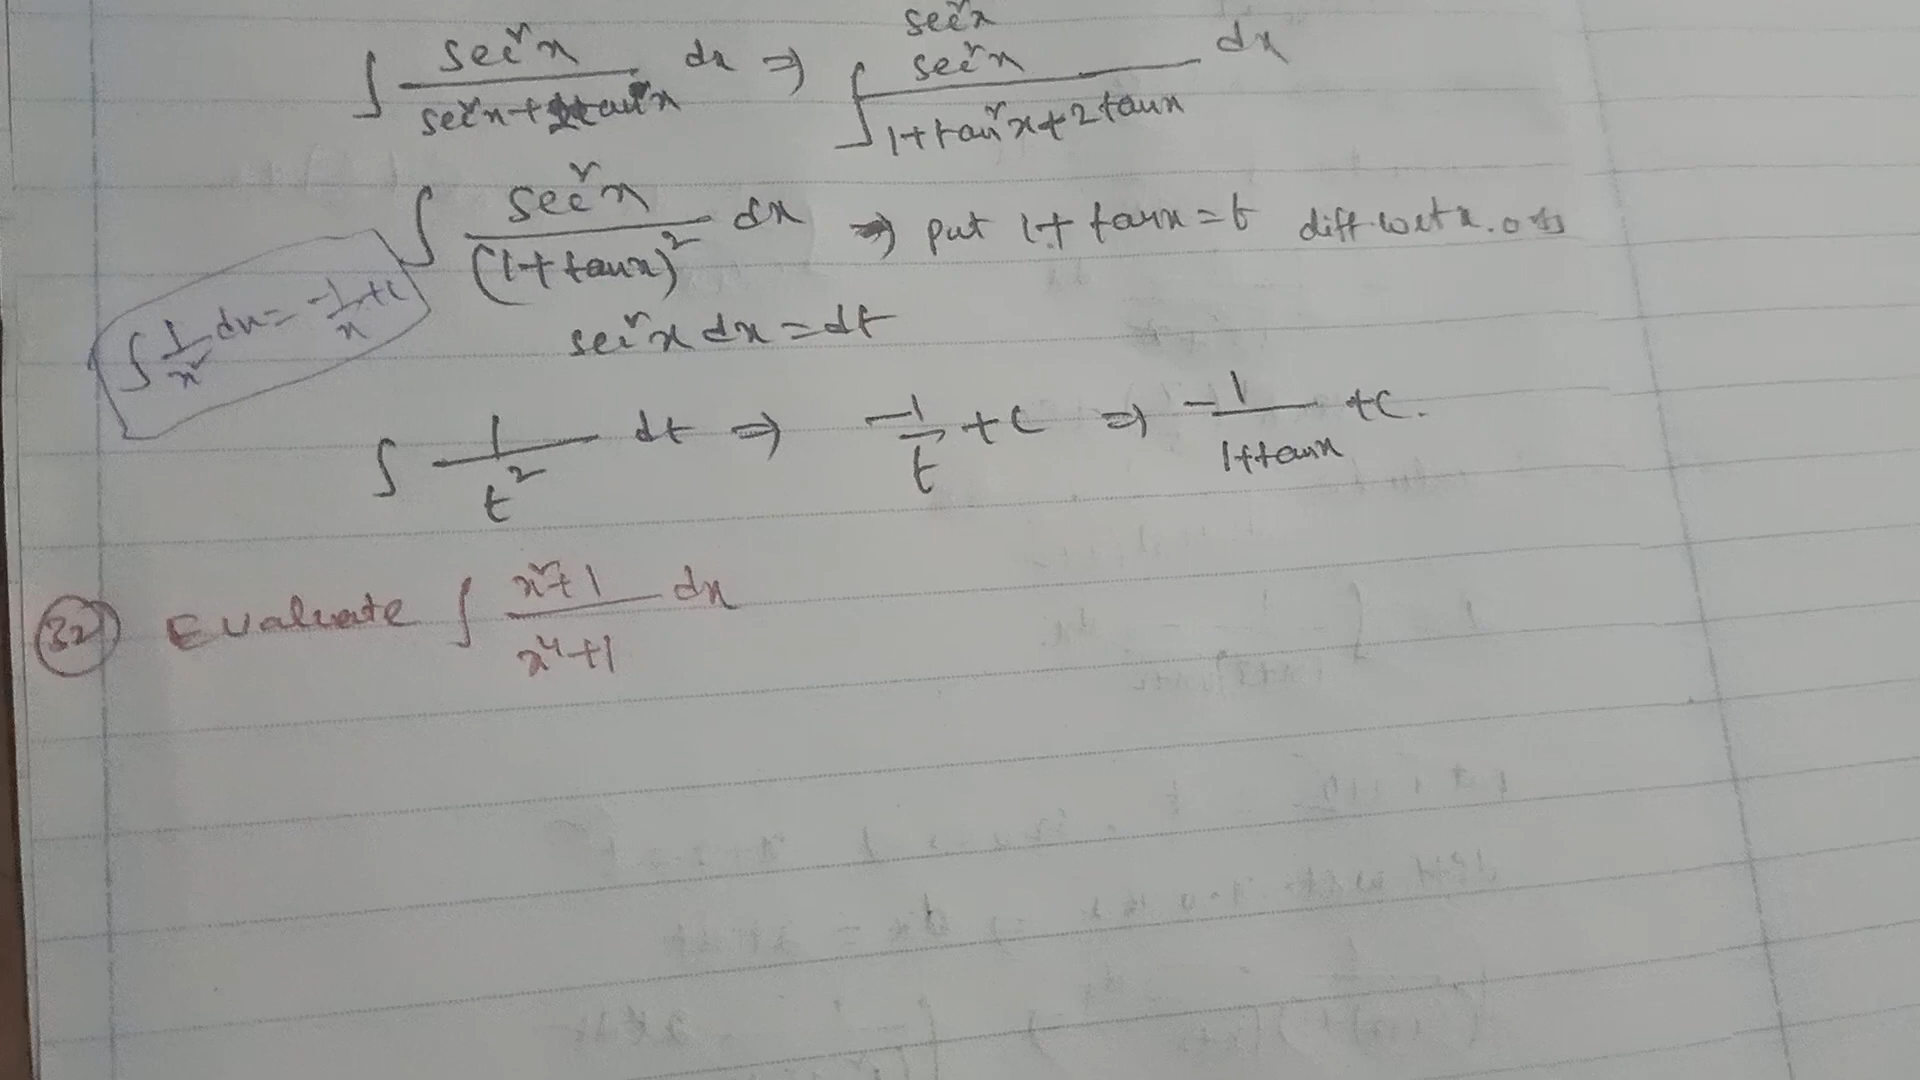 sec²x
∫ sec²x / sec²x + 2tanx dx ⇒ ∫ sec²x / 1+tan²x+2tanx dx
∫ sec²x / (1+tanx)² dx ⇒ put 1+tanx=t diff w.r.t x. o
∫ 1/x² dx = -1/x +c
sec²x dx = dt
∫ 1/t² dt ⇒ -1/t + c ⇒ -1/1+tanx +c.
32 Evaluate ∫ x²+1 / x⁴+1 dx